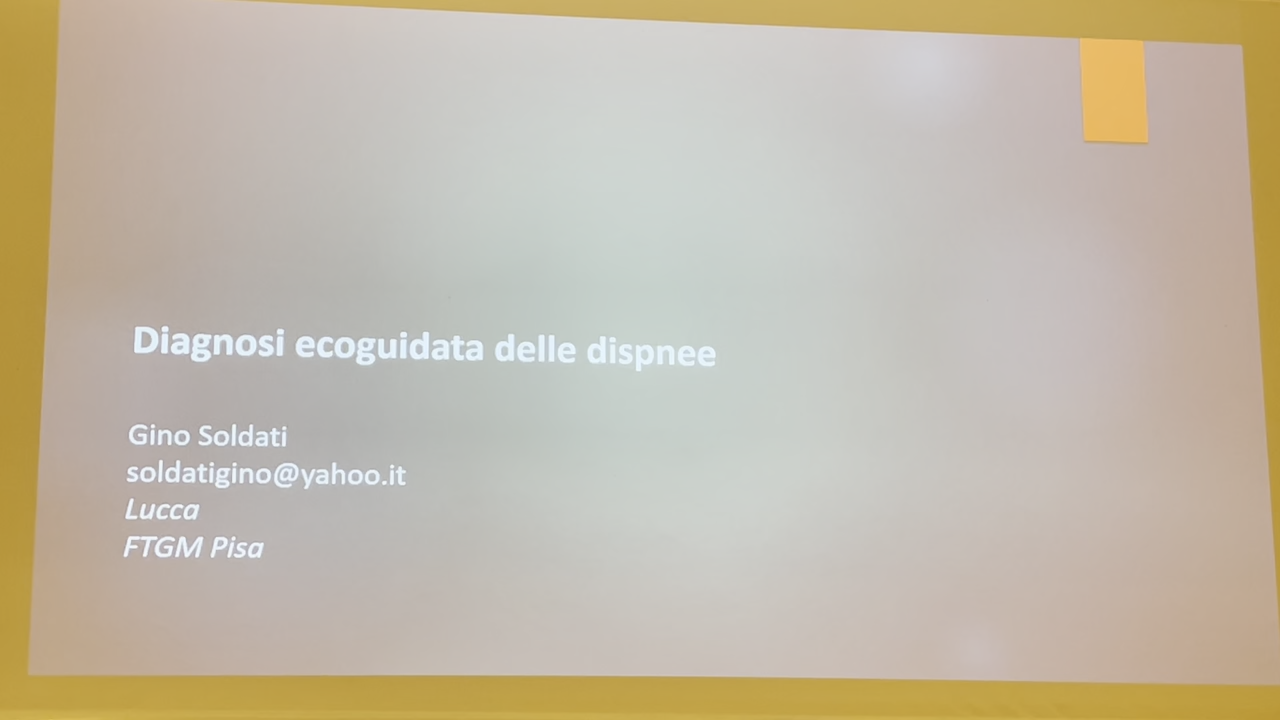 Diagnosi ecoguidata delle dispnee
Gino Soldati
soldatigino@yahoo.it
Lucca
FTGM Pisa